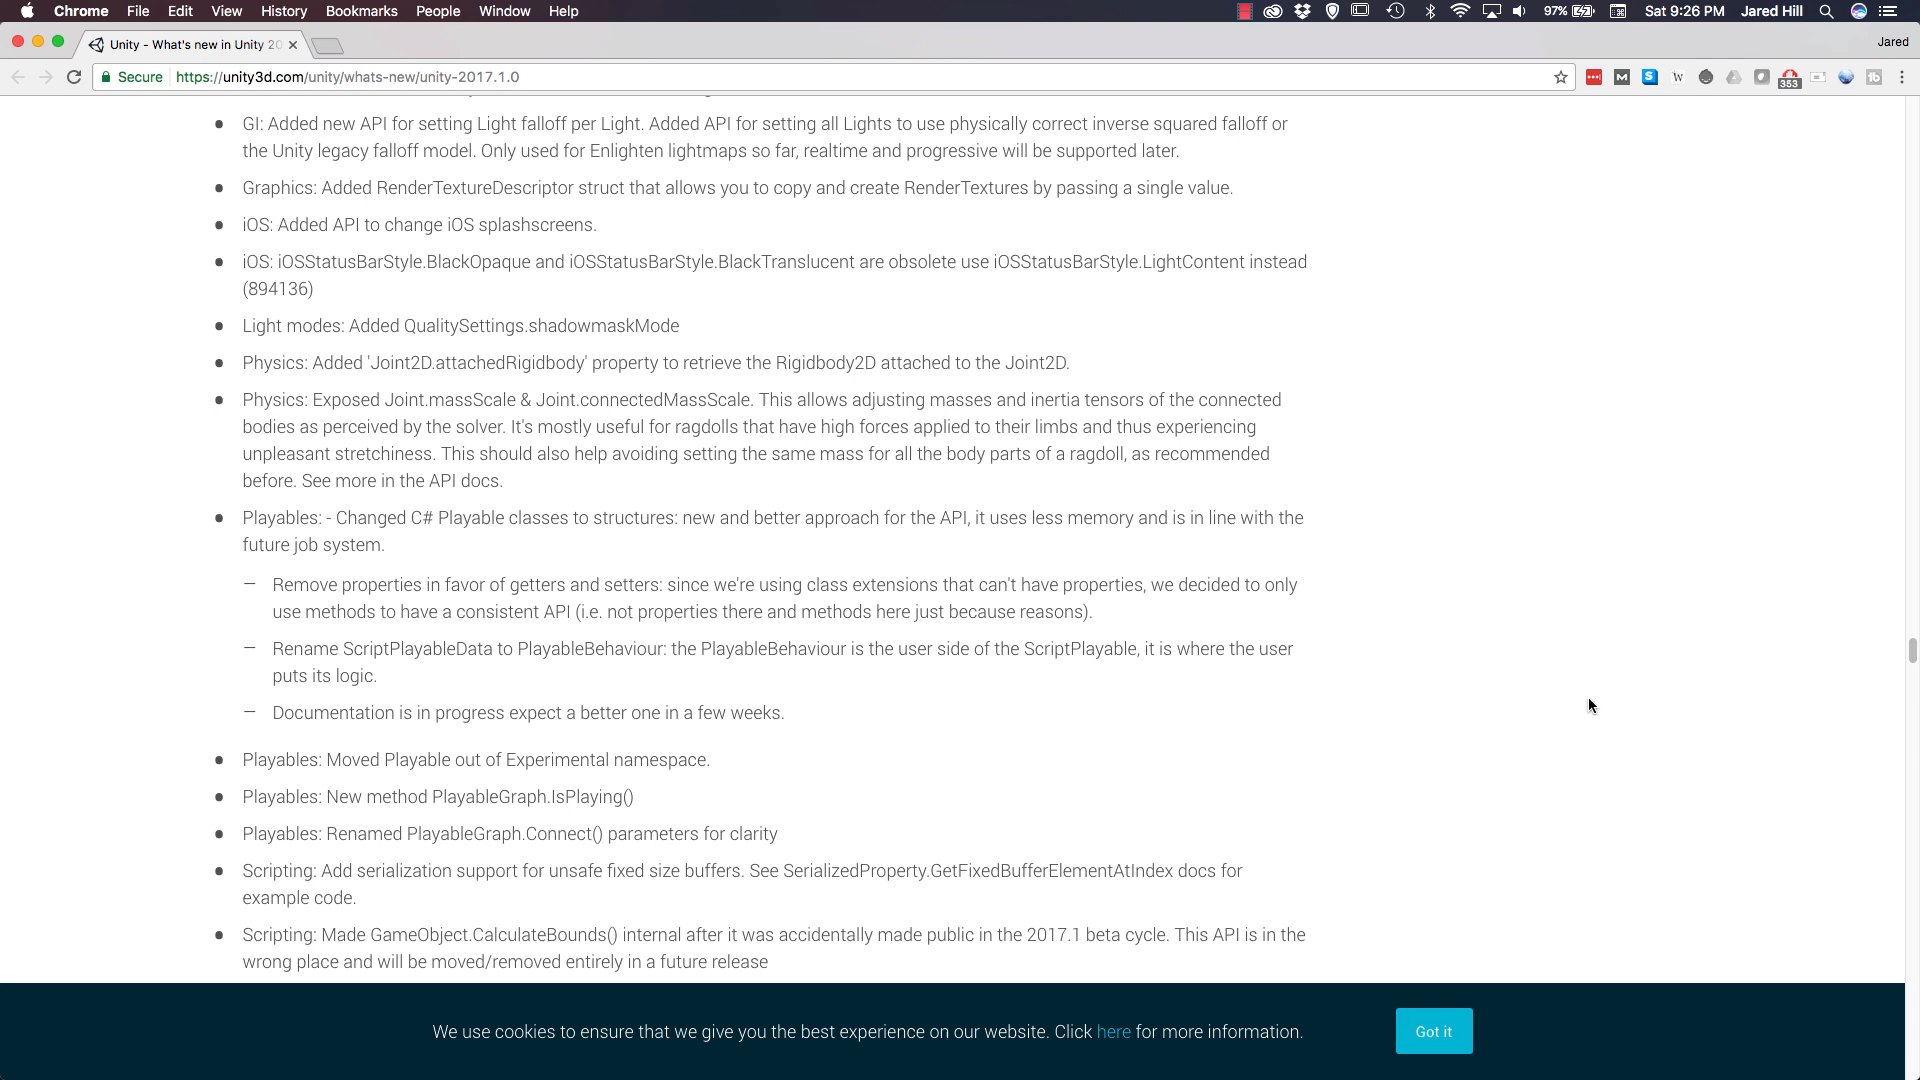 Chrome File Edit View History Bookmarks People Window Help 97% Sat 9:26 PM Jared Hill
Unity - What's new in Unity 20 Jared
Secure https://unity3d.com/unity/whats-new/unity-2017.1.0 353
GI: Added new API for setting Light falloff per Light. Added API for setting all Lights to use physically correct inverse squared falloff or
the Unity legacy falloff model. Only used for Enlighten lightmaps so far, realtime and progressive will be supported later.
Graphics: Added RenderTextureDescriptor struct that allows you to copy and create RenderTextures by passing a single value.
iOS: Added API to change iOS splashscreens.
iOS: iOSStatusBarStyle.BlackOpaque and iOSStatusBarStyle.BlackTranslucent are obsolete use iOSStatusBarStyle.LightContent instead
(894136)
Light modes: Added QualitySettings.shadowmaskMode
Physics: Added 'Joint2D.attachedRigidbody' property to retrieve the Rigidbody2D attached to the Joint2D.
Physics: Exposed Joint.massScale & Joint.connectedMassScale. This allows adjusting masses and inertia tensors of the connected
bodies as perceived by the solver. It's mostly useful for ragdolls that have high forces applied to their limbs and thus experiencing
unpleasant stretchiness. This should also help avoiding setting the same mass for all the body parts of a ragdoll, as recommended
before. See more in the API docs.
Playables: - Changed C# Playable classes to structures: new and better approach for the API, it uses less memory and is in line with the
future job system.
— Remove properties in favor of getters and setters: since we're using class extensions that can't have properties, we decided to only
use methods to have a consistent API (i.e. not properties there and methods here just because reasons).
— Rename ScriptPlayableData to PlayableBehaviour: the PlayableBehaviour is the user side of the ScriptPlayable, it is where the user
puts its logic.
— Documentation is in progress expect a better one in a few weeks.
Playables: Moved Playable out of Experimental namespace.
Playables: New method PlayableGraph.IsPlaying()
Playables: Renamed PlayableGraph.Connect() parameters for clarity
Scripting: Add serialization support for unsafe fixed size buffers. See SerializedProperty.GetFixedBufferElementAtIndex docs for
example code.
Scripting: Made GameObject.CalculateBounds() internal after it was accidentally made public in the 2017.1 beta cycle. This API is in the
wrong place and will be moved/removed entirely in a future release
We use cookies to ensure that we give you the best experience on our website. Click here for more information. Got it